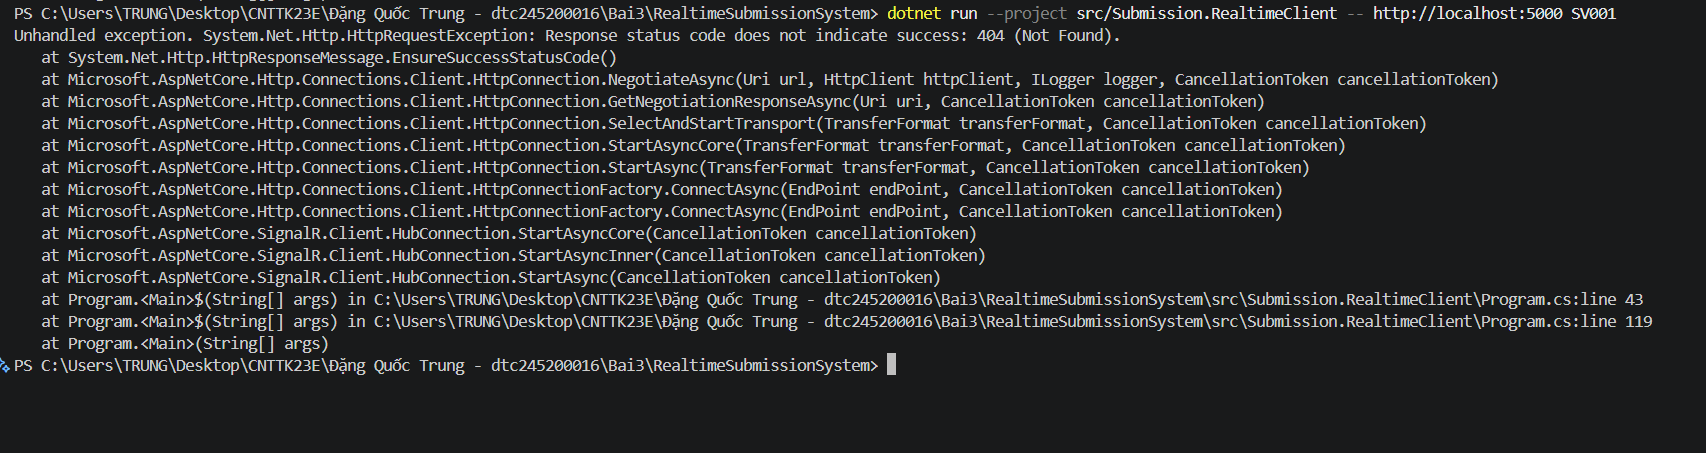 PS C:\Users\TRUNG\Desktop\CNTTK23E\Đặng Quốc Trung - dtc245200016\Bai3\RealtimeSubmissionSystem> dotnet run --project src/Submission.RealtimeClient -- http://localhost:5000 SV001
Unhandled exception. System.Net.Http.HttpRequestException: Response status code does not indicate success: 404 (Not Found).
   at System.Net.Http.HttpResponseMessage.EnsureSuccessStatusCode()
   at Microsoft.AspNetCore.Http.Connections.Client.HttpConnection.NegotiateAsync(Uri url, HttpClient httpClient, ILogger logger, CancellationToken cancellationToken)
   at Microsoft.AspNetCore.Http.Connections.Client.HttpConnection.GetNegotiationResponseAsync(Uri uri, CancellationToken cancellationToken)
   at Microsoft.AspNetCore.Http.Connections.Client.HttpConnection.SelectAndStartTransport(TransferFormat transferFormat, CancellationToken cancellationToken)
   at Microsoft.AspNetCore.Http.Connections.Client.HttpConnection.StartAsyncCore(TransferFormat transferFormat, CancellationToken cancellationToken)
   at Microsoft.AspNetCore.Http.Connections.Client.HttpConnection.StartAsync(TransferFormat transferFormat, CancellationToken cancellationToken)
   at Microsoft.AspNetCore.Http.Connections.Client.HttpConnectionFactory.ConnectAsync(EndPoint endPoint, CancellationToken cancellationToken)
   at Microsoft.AspNetCore.Http.Connections.Client.HttpConnectionFactory.ConnectAsync(EndPoint endPoint, CancellationToken cancellationToken)
   at Microsoft.AspNetCore.SignalR.Client.HubConnection.StartAsyncCore(CancellationToken cancellationToken)
   at Microsoft.AspNetCore.SignalR.Client.HubConnection.StartAsyncInner(CancellationToken cancellationToken)
   at Microsoft.AspNetCore.SignalR.Client.HubConnection.StartAsync(CancellationToken cancellationToken)
   at Program.<Main>$(String[] args) in C:\Users\TRUNG\Desktop\CNTTK23E\Đặng Quốc Trung - dtc245200016\Bai3\RealtimeSubmissionSystem\src\Submission.RealtimeClient\Program.cs:line 43
   at Program.<Main>$(String[] args) in C:\Users\TRUNG\Desktop\CNTTK23E\Đặng Quốc Trung - dtc245200016\Bai3\RealtimeSubmissionSystem\src\Submission.RealtimeClient\Program.cs:line 119
   at Program.<Main>(String[] args)
PS C:\Users\TRUNG\Desktop\CNTTK23E\Đặng Quốc Trung - dtc245200016\Bai3\RealtimeSubmissionSystem>